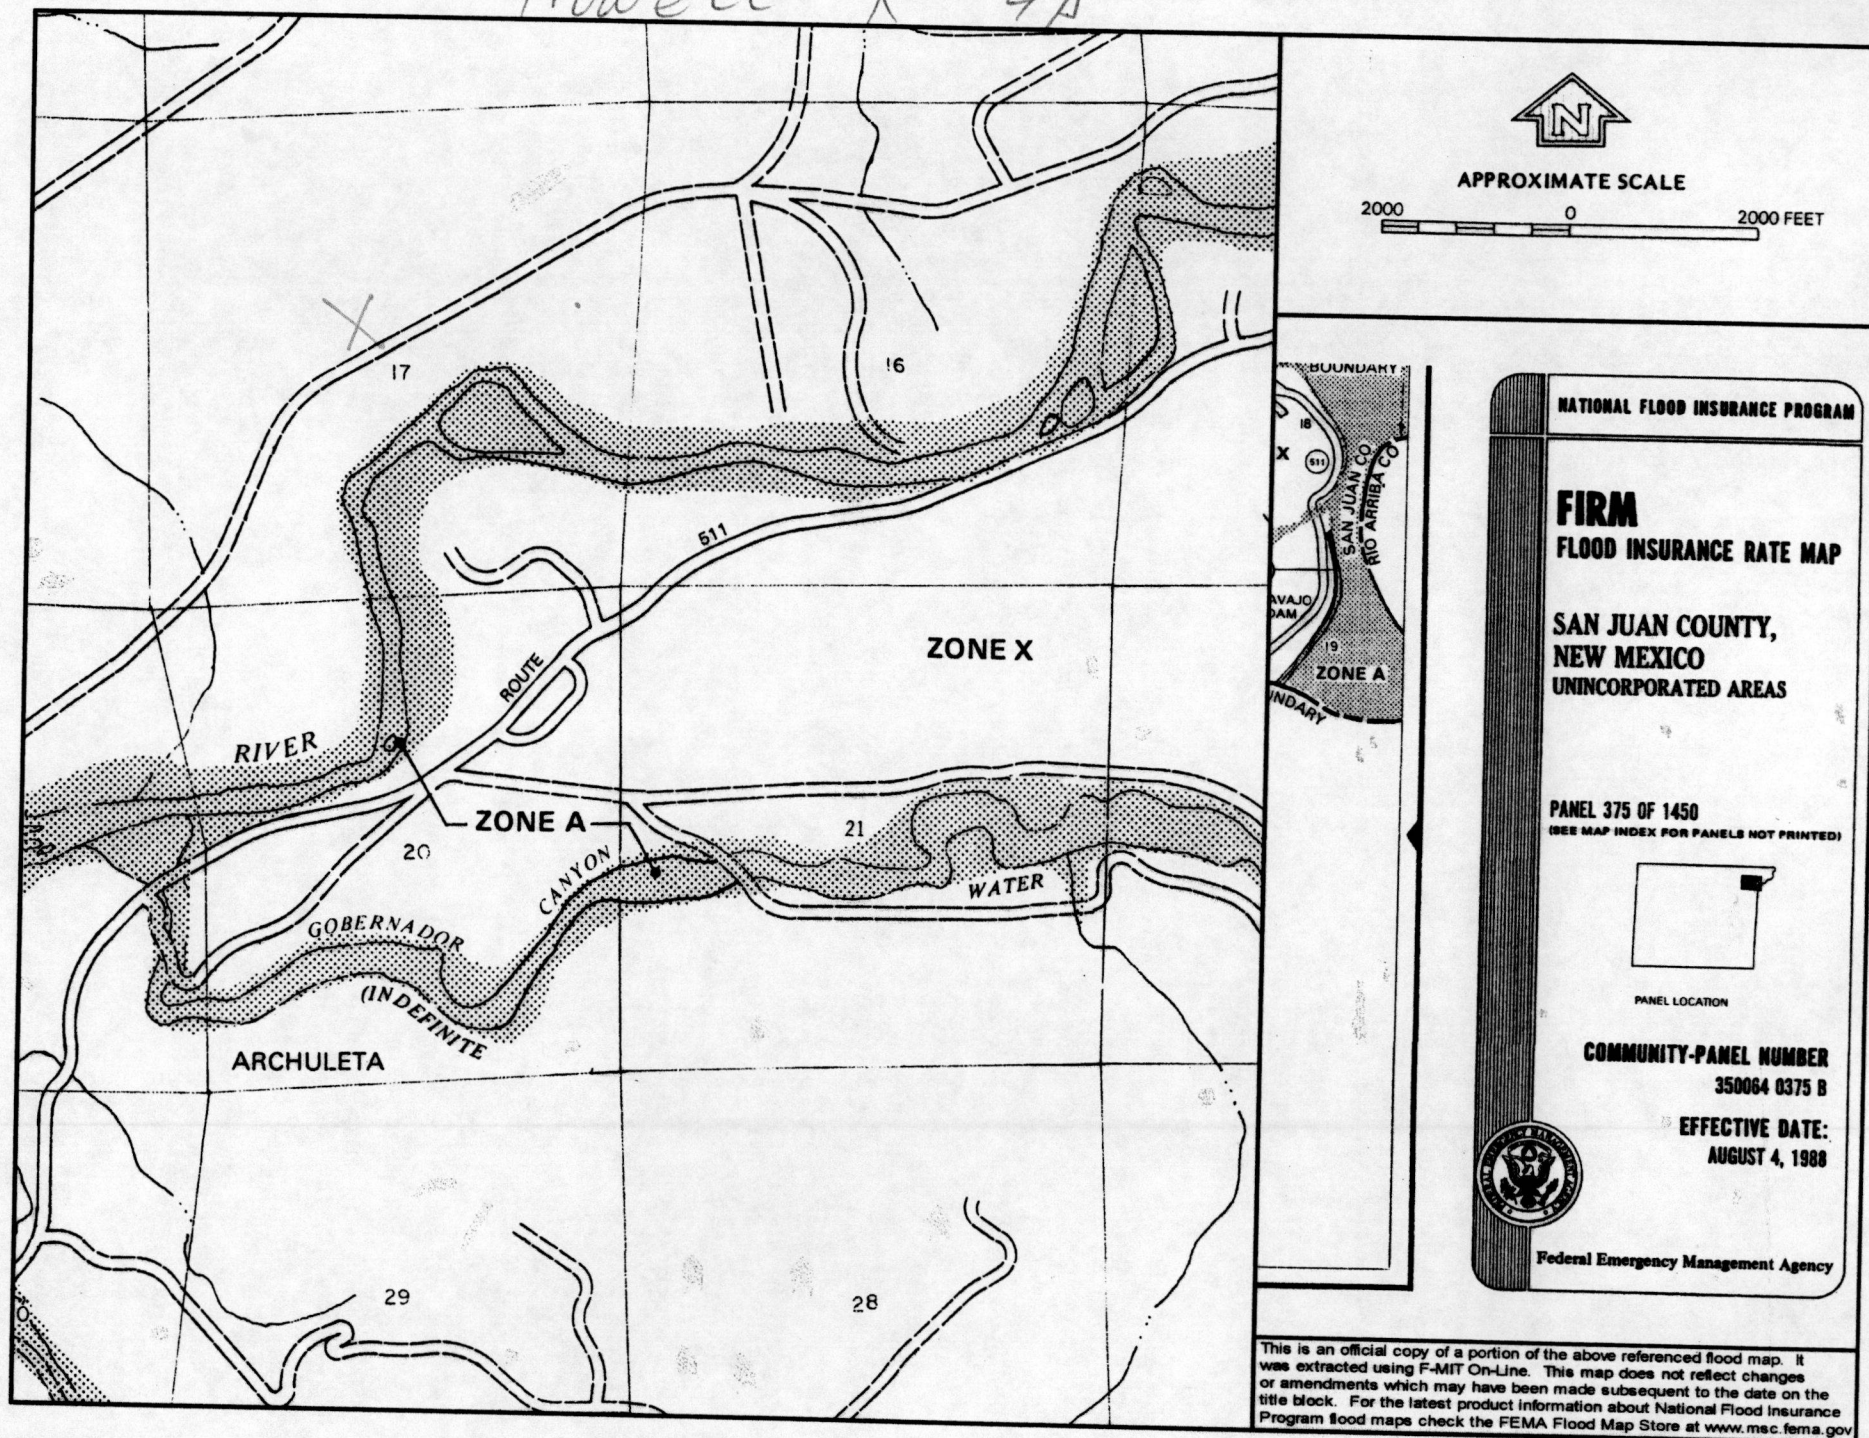 HOWELL K 4A
N
APPROXIMATE SCALE
2000 0 2000 FEET
X
17
16
511
ROUTE
ZONE X
RIVER
ZONE A
20
21
CANYON
WATER
GOBERNADOR
(INDEFINITE
ARCHULETA
29
28
BOUNDARY
18
X
511
SAN JUAN CO
RIO ARRIBA CO
AVAJO
DAM
19
ZONE A
UNDARY
NATIONAL FLOOD INSURANCE PROGRAM
FIRM
FLOOD INSURANCE RATE MAP
SAN JUAN COUNTY,
NEW MEXICO
UNINCORPORATED AREAS
PANEL 375 OF 1450
(SEE MAP INDEX FOR PANELS NOT PRINTED)
PANEL LOCATION
COMMUNITY-PANEL NUMBER
350064 0375 B
EFFECTIVE DATE:
AUGUST 4, 1988
Federal Emergency Management Agency
This is an official copy of a portion of the above referenced flood map. It
was extracted using F-MIT On-Line. This map does not reflect changes
or amendments which may have been made subsequent to the date on the
title block. For the latest product information about National Flood Insurance
Program flood maps check the FEMA Flood Map Store at www.msc.fema.gov